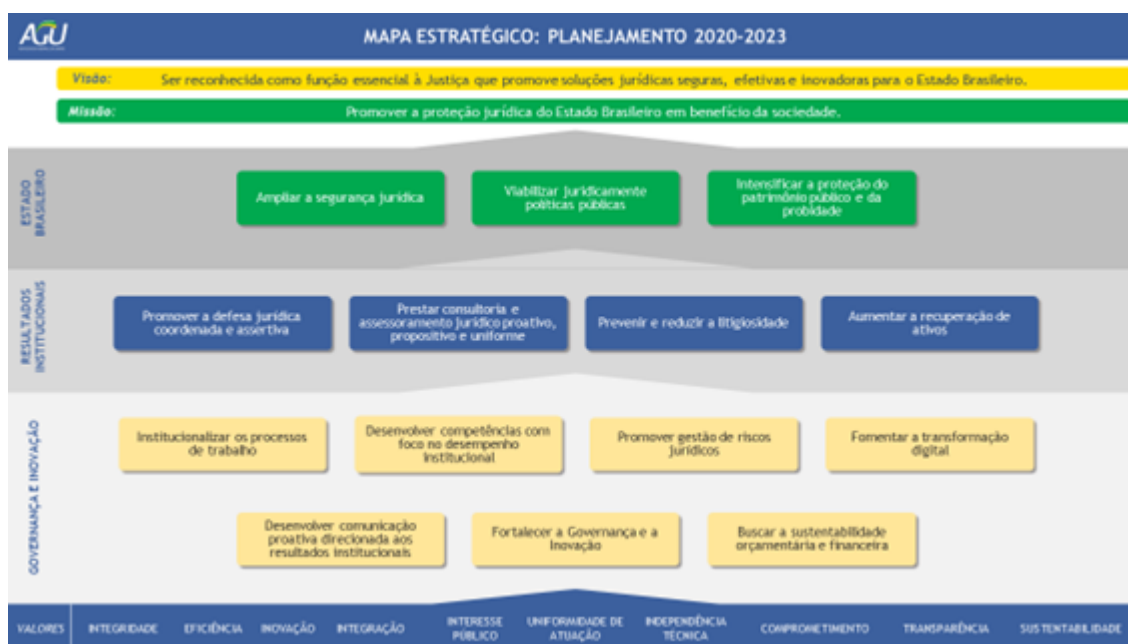 AGU
MAPA ESTRATÉGICO: PLANEJAMENTO 2020-2023
Visão: Ser reconhecida como função essencial à Justiça que promove soluções jurídicas seguras, efetivas e inovadoras para o Estado Brasileiro.
Missão: Promover a proteção jurídica do Estado Brasileiro em benefício da sociedade.
ESTADO
BRASILEIRO
Ampliar a segurança jurídica
Viabilizar juridicamente
políticas públicas
Intensificar a proteção do
patrimônio público e da
probidade
RESULTADOS
INSTITUCIONAIS
Promover a defesa jurídica
coordenada e assertiva
Prestar consultoria e
assessoramento jurídico proativo,
propositivo e uniforme
Prevenir e reduzir a litigiosidade
Aumentar a recuperação de
ativos
GOVERNANÇA E INOVAÇÃO
Institucionalizar os processos
de trabalho
Desenvolver competências com
foco no desempenho
institucional
Promover gestão de riscos
jurídicos
Fomentar a transformação
digital
Desenvolver comunicação
proativa direcionada aos
resultados institucionais
Fortalecer a Governança e a
Inovação
Buscar a sustentabilidade
orçamentária e financeira
VALORES
INTEGRIDADE
EFICIÊNCIA
INOVAÇÃO
INTEGRAÇÃO
INTERESSE
PÚBLICO
UNIFORMIDADE DE
ATUAÇÃO
INDEPENDÊNCIA
TÉCNICA
COMPROMETIMENTO
TRANSPARÊNCIA
SUSTENTABILIDADE